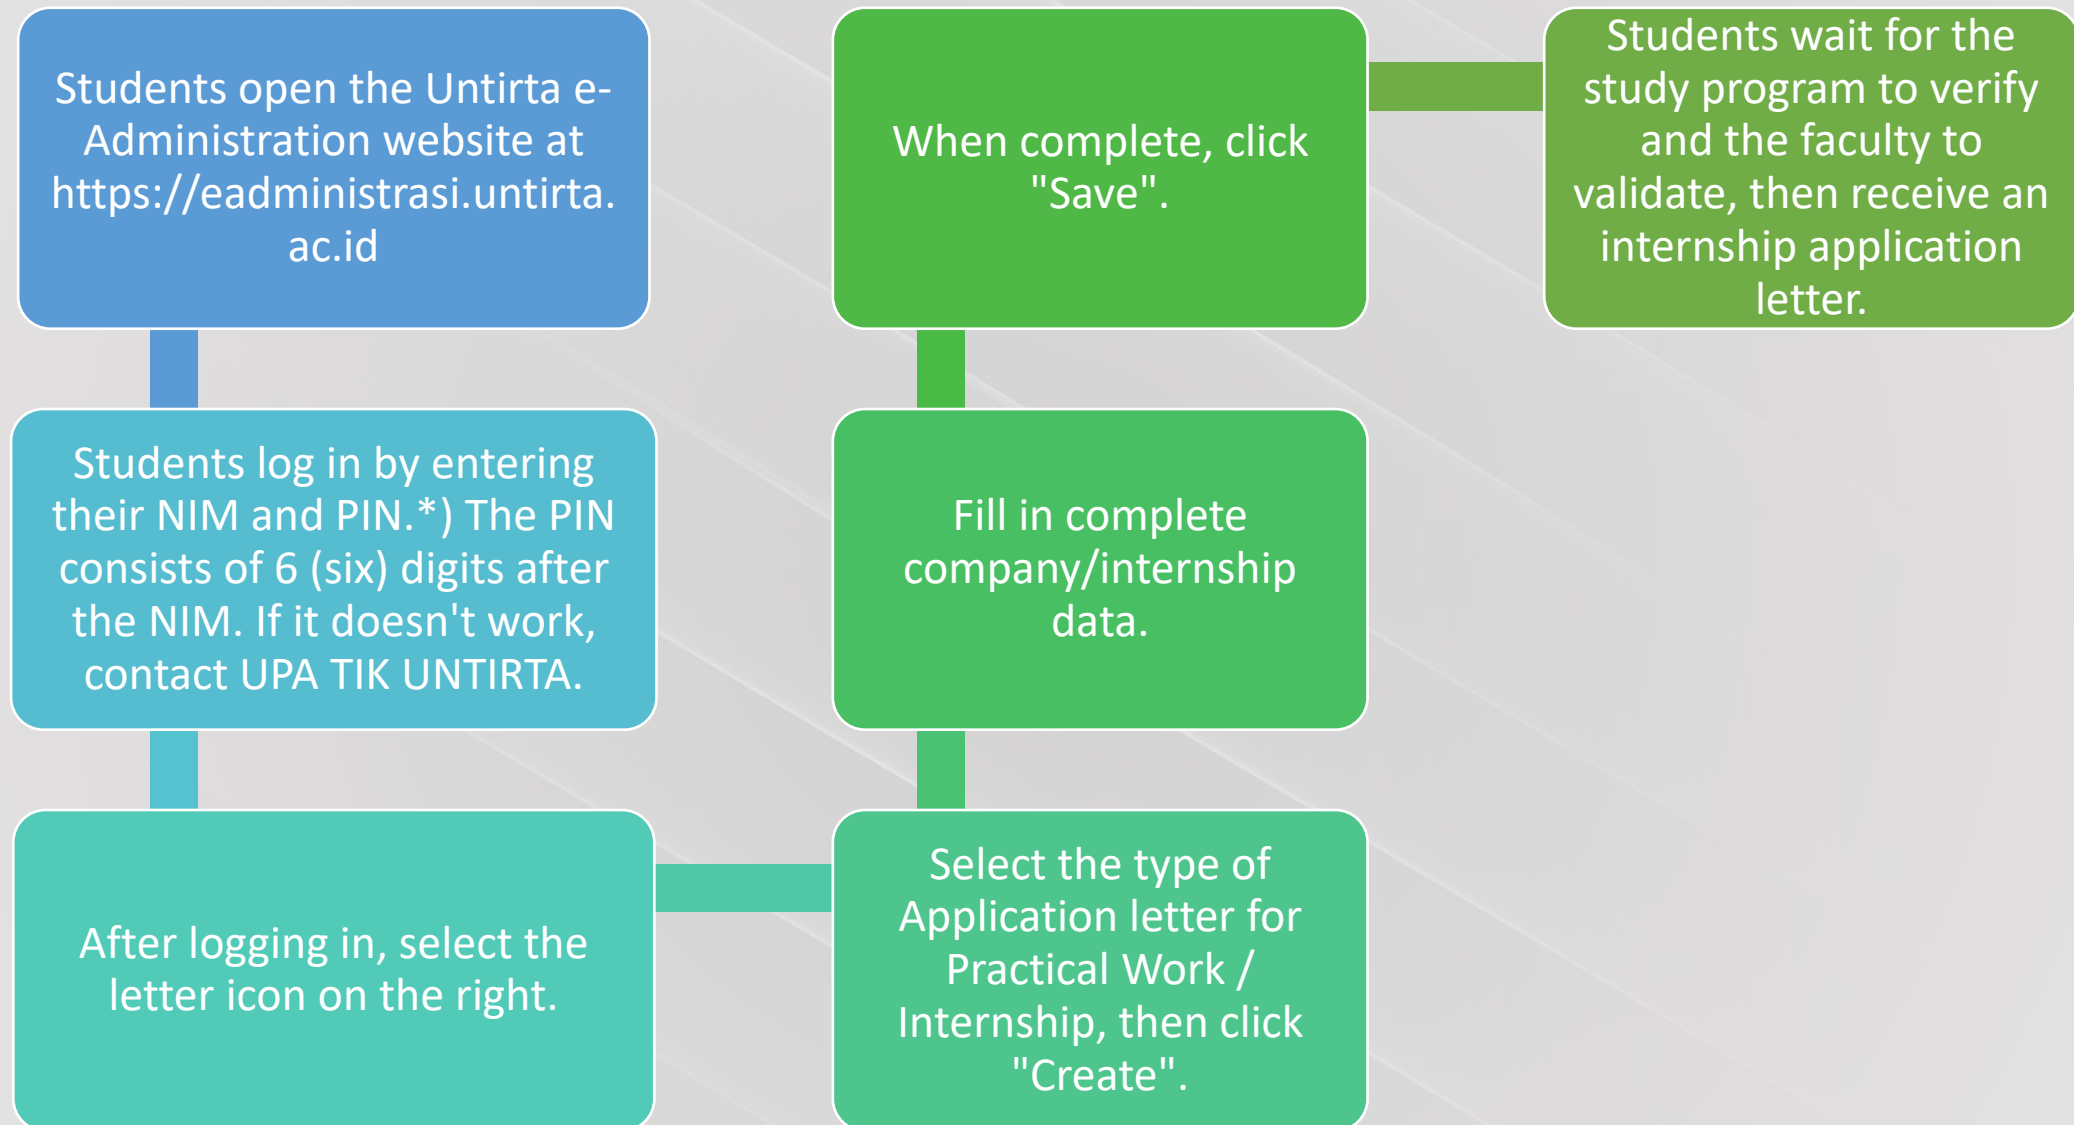 Students open the Untirta e-
Administration website at
https://eadministrasi.untirta.
ac.id
Students log in by entering
their NIM and PIN.*) The PIN
consists of 6 (six) digits after
the NIM. If it doesn't work,
contact UPA TIK UNTIRTA.
After logging in, select the
letter icon on the right.
Select the type of
Application letter for
Practical Work /
Internship, then click
"Create".
Fill in complete
company/internship
data.
When complete, click
"Save".
Students wait for the
study program to verify
and the faculty to
validate, then receive an
internship application
letter.